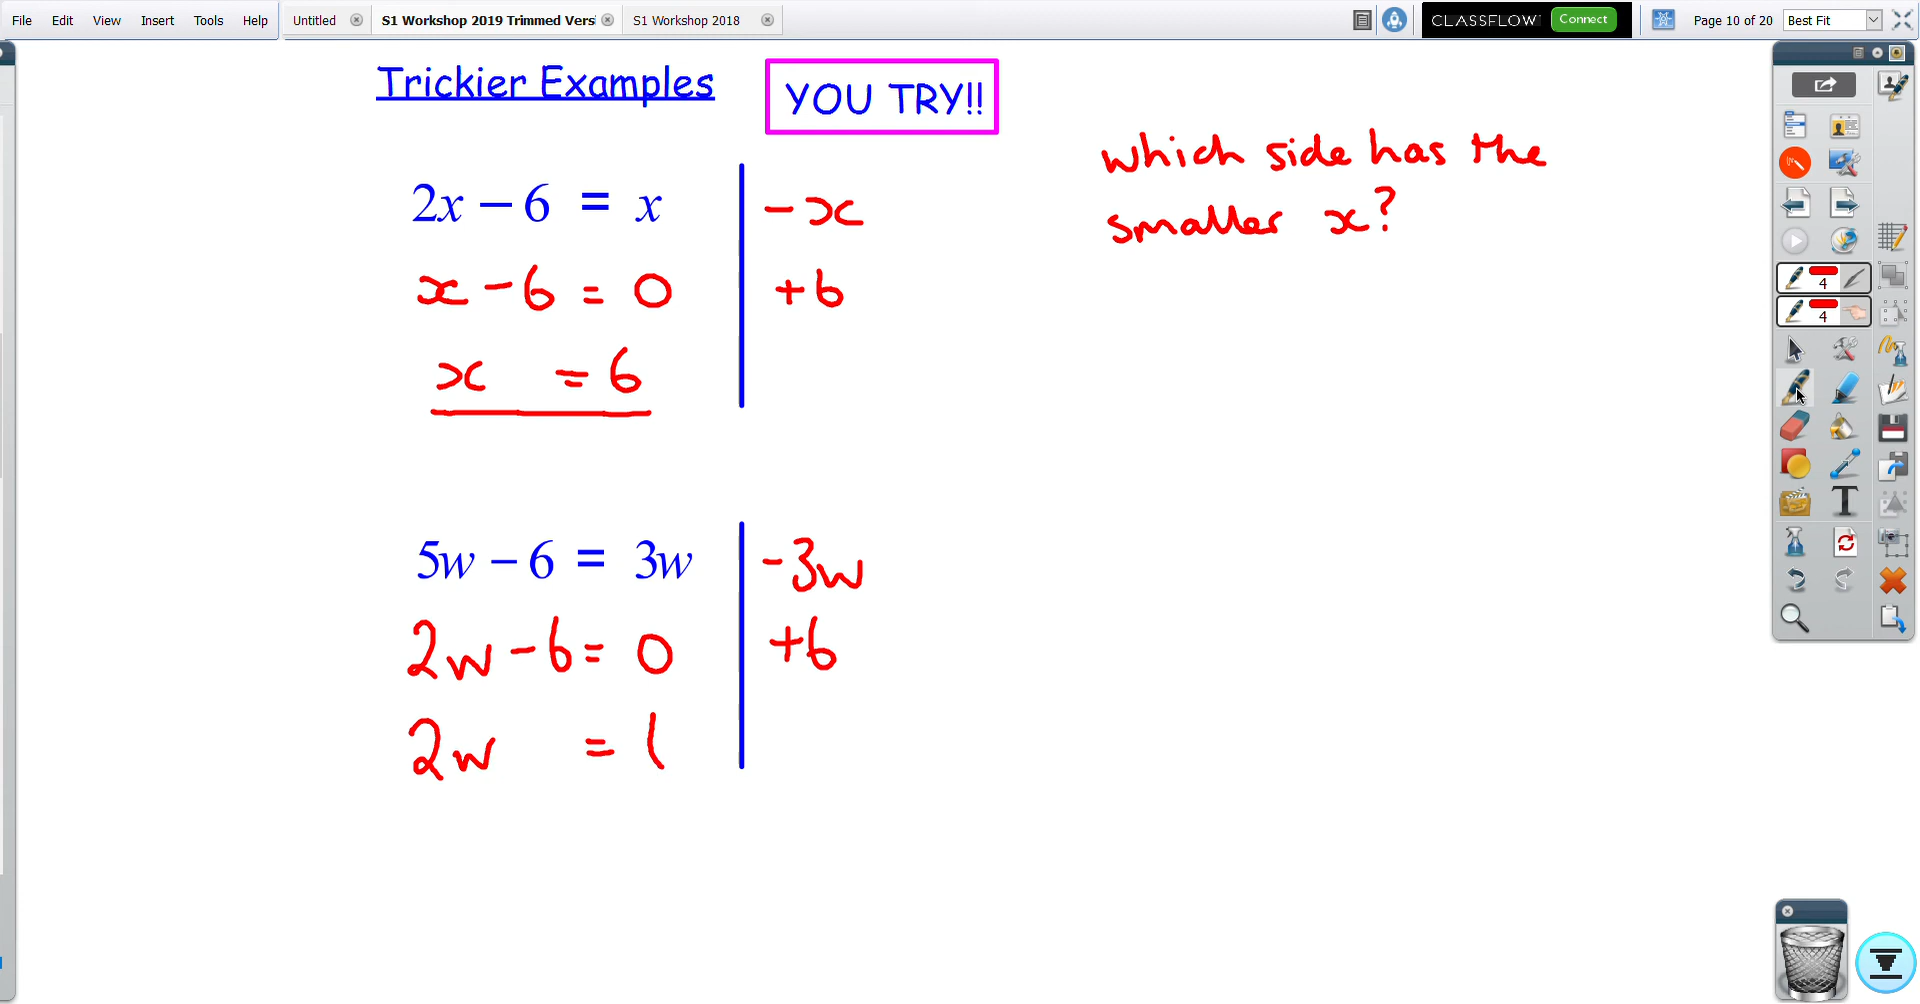 File Edit View Insert Tools Help Untitled S1 Workshop 2019 Trimmed Versi S1 Workshop 2018 CLASSFLOW Connect Page 10 of 20 Best Fit
Trickier Examples
YOU TRY!!
which side has the
smaller x?
2x − 6 = x
− x
x − 6 = 0
+6
x = 6
5w − 6 = 3w
-3w
2w - 6 = 0
+6
2w = 1
4
4
T